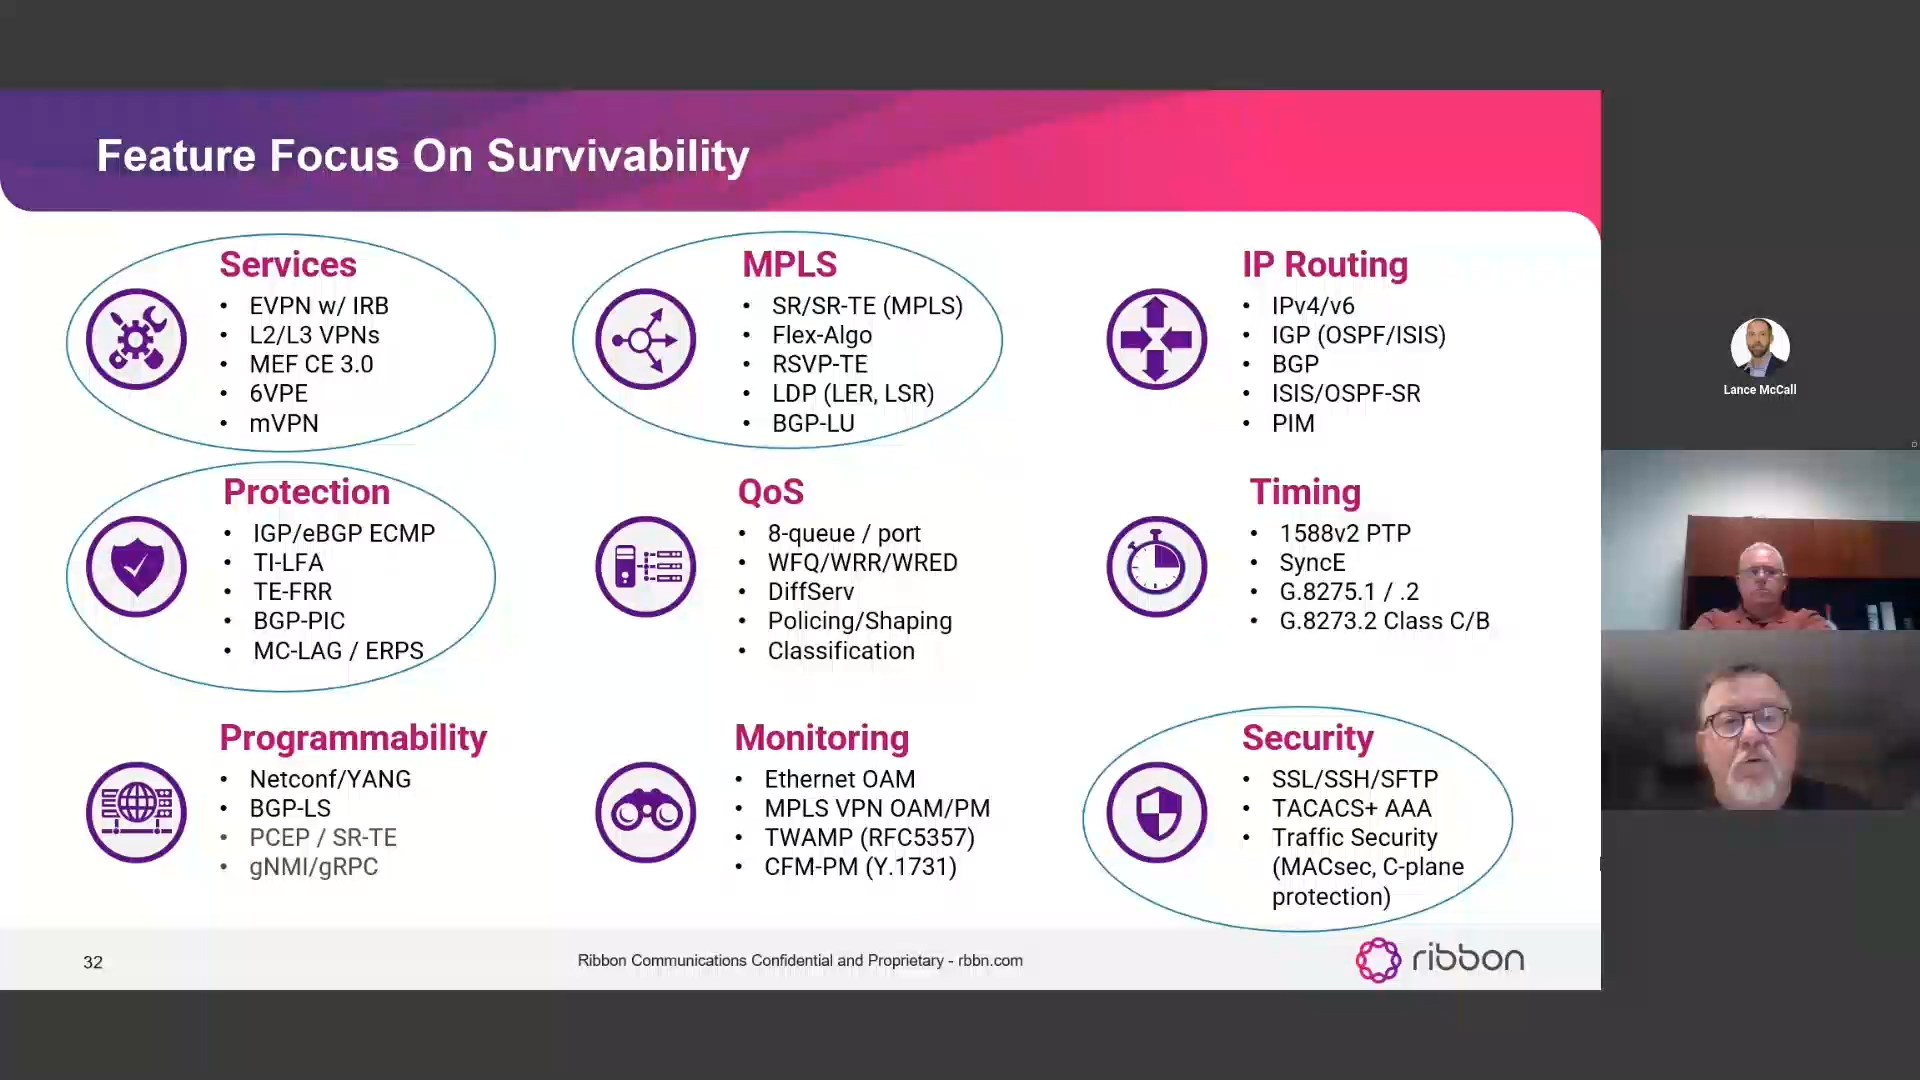 Feature Focus On Survivability
Services
• EVPN w/ IRB
• L2/L3 VPNs
• MEF CE 3.0
• 6VPE
• mVPN
MPLS
• SR/SR-TE (MPLS)
• Flex-Algo
• RSVP-TE
• LDP (LER, LSR)
• BGP-LU
IP Routing
• IPv4/v6
• IGP (OSPF/ISIS)
• BGP
• ISIS/OSPF-SR
• PIM
Protection
• IGP/eBGP ECMP
• TI-LFA
• TE-FRR
• BGP-PIC
• MC-LAG / ERPS
QoS
• 8-queue / port
• WFQ/WRR/WRED
• DiffServ
• Policing/Shaping
• Classification
Timing
• 1588v2 PTP
• SyncE
• G.8275.1 / .2
• G.8273.2 Class C/B
Programmability
• Netconf/YANG
• BGP-LS
• PCEP / SR-TE
• gNMI/gRPC
Monitoring
• Ethernet OAM
• MPLS VPN OAM/PM
• TWAMP (RFC5357)
• CFM-PM (Y.1731)
Security
• SSL/SSH/SFTP
• TACACS+ AAA
• Traffic Security
(MACsec, C-plane
protection)
32
Ribbon Communications Confidential and Proprietary - rbbn.com
ribbon
Lance McCall